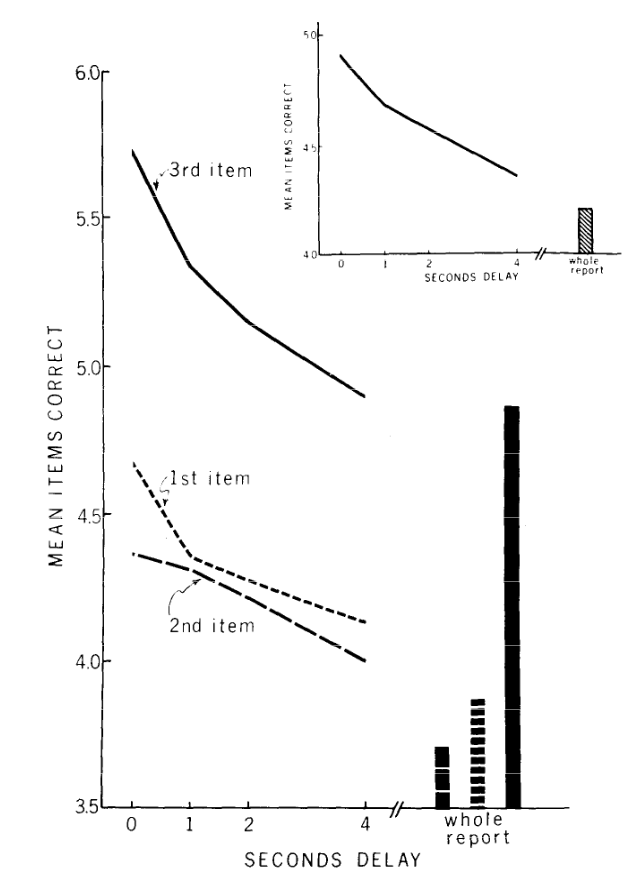 5.0
4.5
4.0
MEAN ITEMS CORRECT
0 1 2 4
SECONDS DELAY
whole
report
6.0
5.5
5.0
4.5
4.0
3.5
MEAN ITEMS CORRECT
3rd item
1st item
2nd item
0 1 2 4
whole
report
SECONDS DELAY